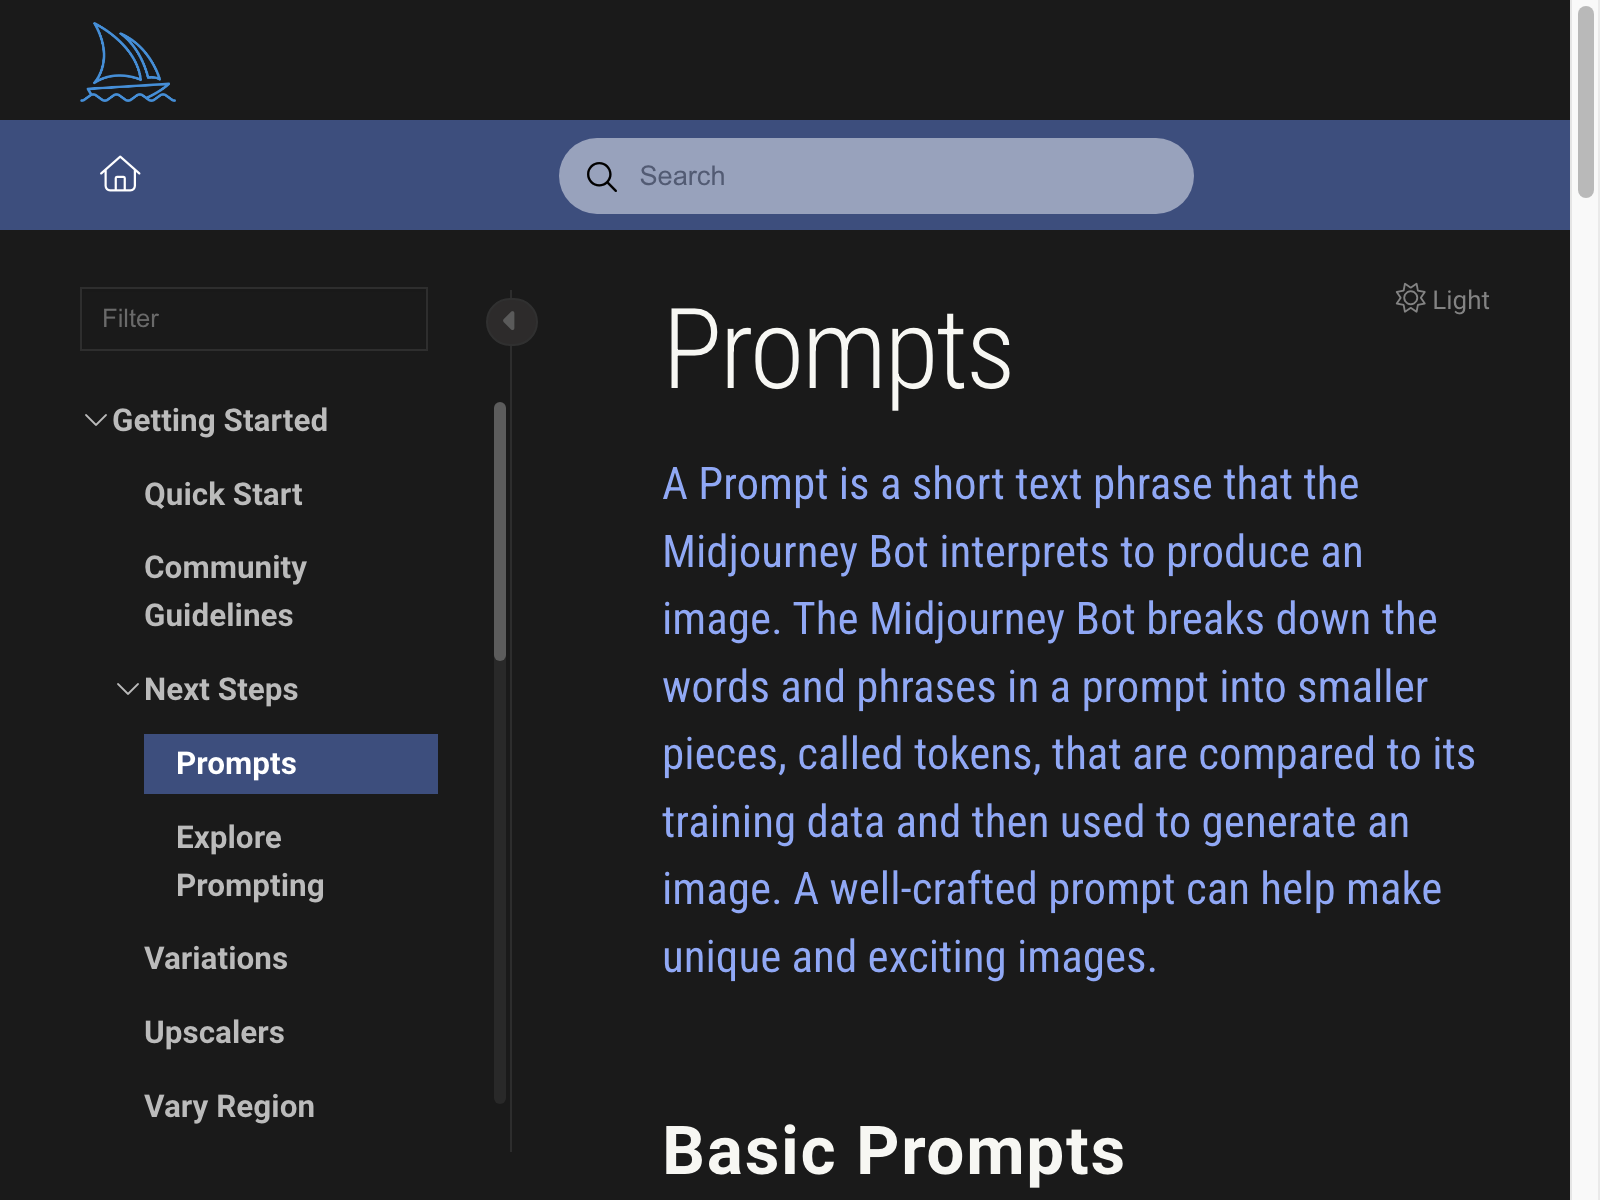 Search
Filter
Getting Started
Quick Start
Community
Guidelines
Next Steps
Prompts
Explore
Prompting
Variations
Upscalers
Vary Region
Light
Prompts
A Prompt is a short text phrase that the
Midjourney Bot interprets to produce an
image. The Midjourney Bot breaks down the
words and phrases in a prompt into smaller
pieces, called tokens, that are compared to its
training data and then used to generate an
image. A well-crafted prompt can help make
unique and exciting images.
Basic Prompts